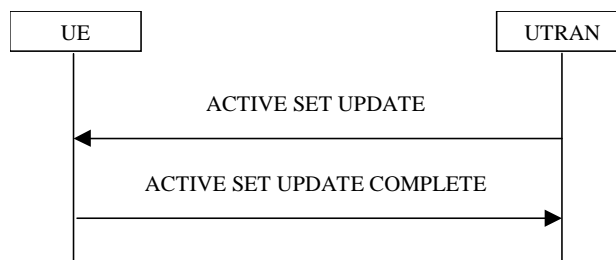 UE
UTRAN
ACTIVE SET UPDATE
ACTIVE SET UPDATE COMPLETE